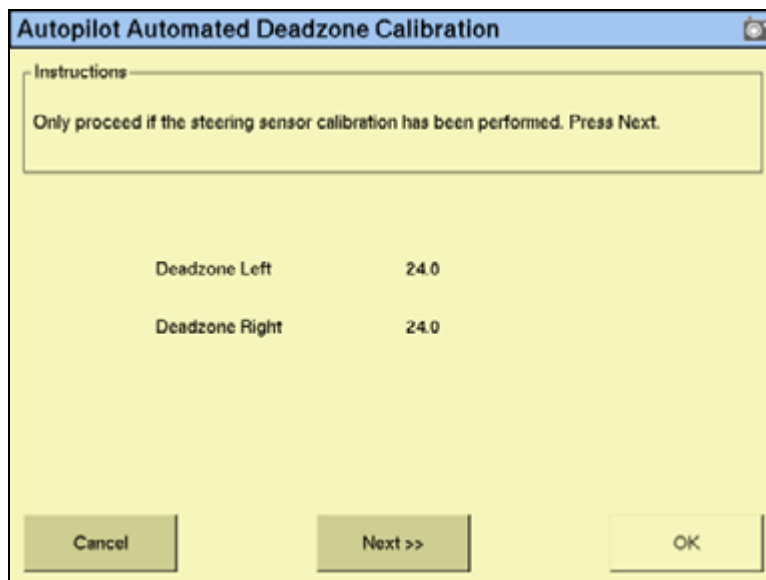 Autopilot Automated Deadzone Calibration
Instructions
Only proceed if the steering sensor calibration has been performed. Press Next.
Deadzone Left 24.0
Deadzone Right 24.0
Cancel Next >> OK